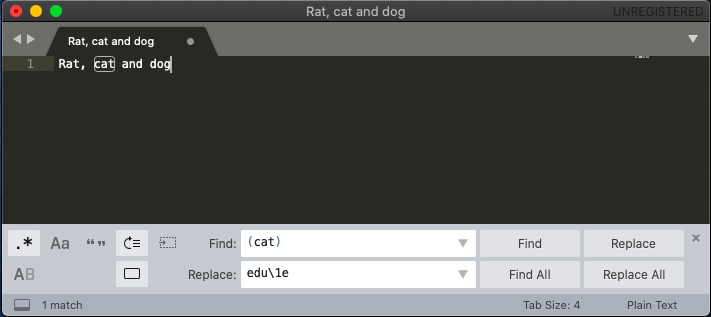 Rat, cat and dog
UNREGISTERED
Rat, cat and dog
1 Rat, cat and dog
.* Aa “” Find: (cat) Find Replace
AB Replace: edu\1e Find All Replace All
1 match Tab Size: 4 Plain Text